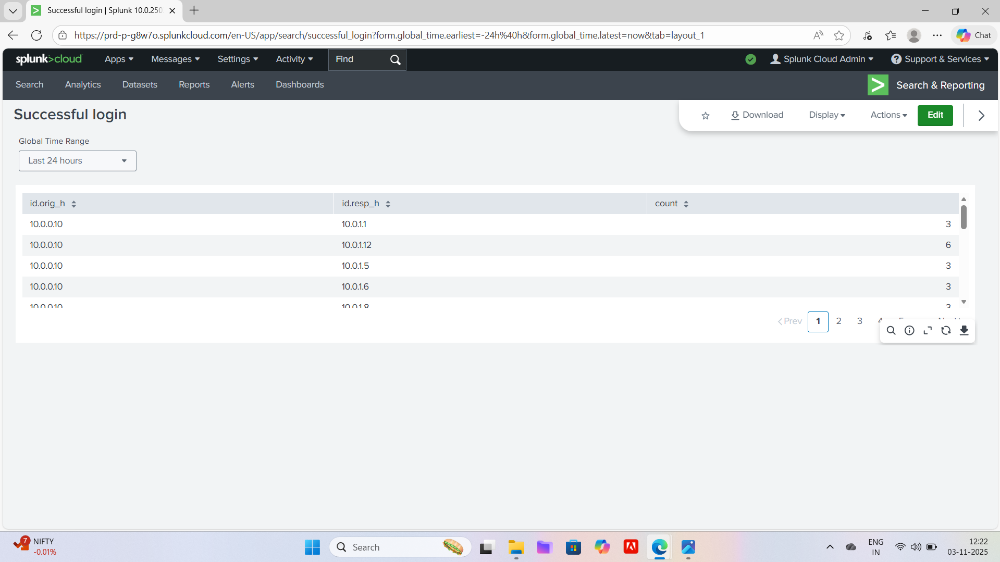 Successful login | Splunk 10.0.250
https://prd-p-g8w7o.splunkcloud.com/en-US/app/search/successful_login?form.global_time.earliest=-24h%40h&form.global_time.latest=now&tab=layout_1
Chat
splunk>cloud
Apps
Messages
Settings
Activity
Find
Splunk Cloud Admin
Support & Services
Search
Analytics
Datasets
Reports
Alerts
Dashboards
Search & Reporting
Successful login
Download
Display
Actions
Edit
Global Time Range
Last 24 hours
id.orig_h id.resp_h count
10.0.0.10 10.0.1.1 3
10.0.0.10 10.0.1.12 6
10.0.0.10 10.0.1.5 3
10.0.0.10 10.0.1.6 3
10.0.0.10 10.0.1.8 3
Prev 1 2 3 4 5
7
NIFTY
-0.01%
Search
ENG
IN
12:22
03-11-2025